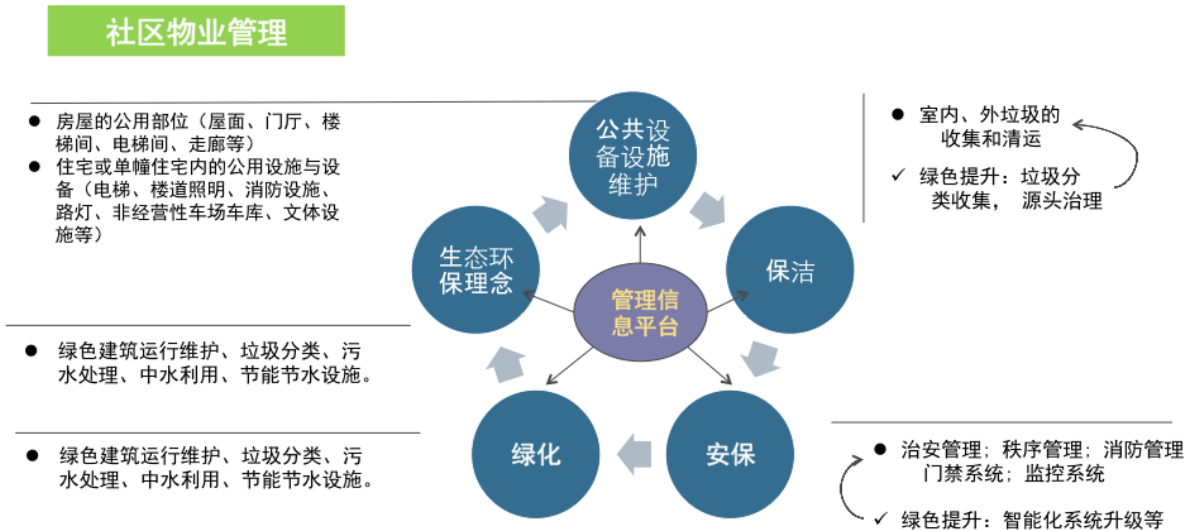 社区物业管理
● 房屋的公用部位（屋面、门厅、楼
梯间、电梯间、走廊等）
● 住宅或单幢住宅内的公用设施与设
备（电梯、楼道照明、消防设施、
路灯、非经营性车场车库、文体设
施等）
公共设
备设施
维护
● 室内、外垃圾的
收集和清运
✓ 绿色提升：垃圾分
类收集， 源头治理
生态环
保理念
管理信
息平台
保洁
● 绿色建筑运行维护、垃圾分类、污
水处理、中水利用、节能节水设施。
绿化
安保
● 绿色建筑运行维护、垃圾分类、污
水处理、中水利用、节能节水设施。
● 治安管理；秩序管理；消防管理
门禁系统；监控系统
✓ 绿色提升：智能化系统升级等